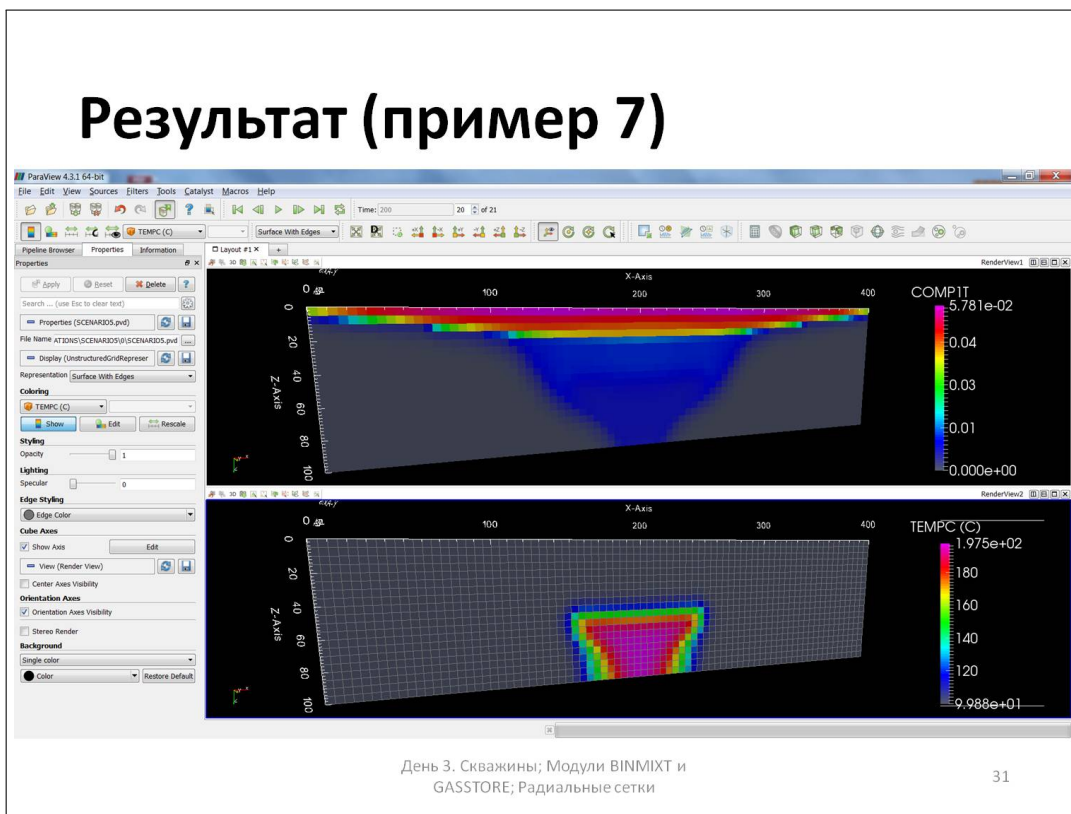 Результат (пример 7)
ParaView 4.3.1 64-bit
File Edit View Sources Filters Tools Catalyst Macros Help
Time: 200 20 of 21
TEMPC (C) Surface With Edges
Pipeline Browser Properties Information Layout #1 X +
Properties 3D RenderView1
Apply Reset Delete ?
Search ... (use Esc to clear text)
Properties (SCENARIO5.pvd)
File Name ATIONS\SCENARIO5\0\SCENARIO5.pvd ...
Display (UnstructuredGridRepreser
Representation Surface With Edges
Coloring
TEMPC (C)
Show Edit Rescale
Styling
Opacity 1
Lighting
Specular 0
Edge Styling
Edge Color
Cube Axes
Show Axis Edit
View (Render View)
Center Axes Visibility
Orientation Axes
Orientation Axes Visibility
Stereo Render
Background
Single color
Color Restore Default
X-Axis
0 100 200 300 400
Z-Axis
0
20
40
60
80
100
COMP1T
5.781e-02
0.04
0.03
0.01
0.000e+00
3D RenderView2
X-Axis
0 100 200 300 400
Z-Axis
0
20
40
60
80
100
TEMPC (C)
1.975e+02
180
160
140
120
9.988e+01
День 3. Скважины; Модули BINMIXT и
GASSTORE; Радиальные сетки
31